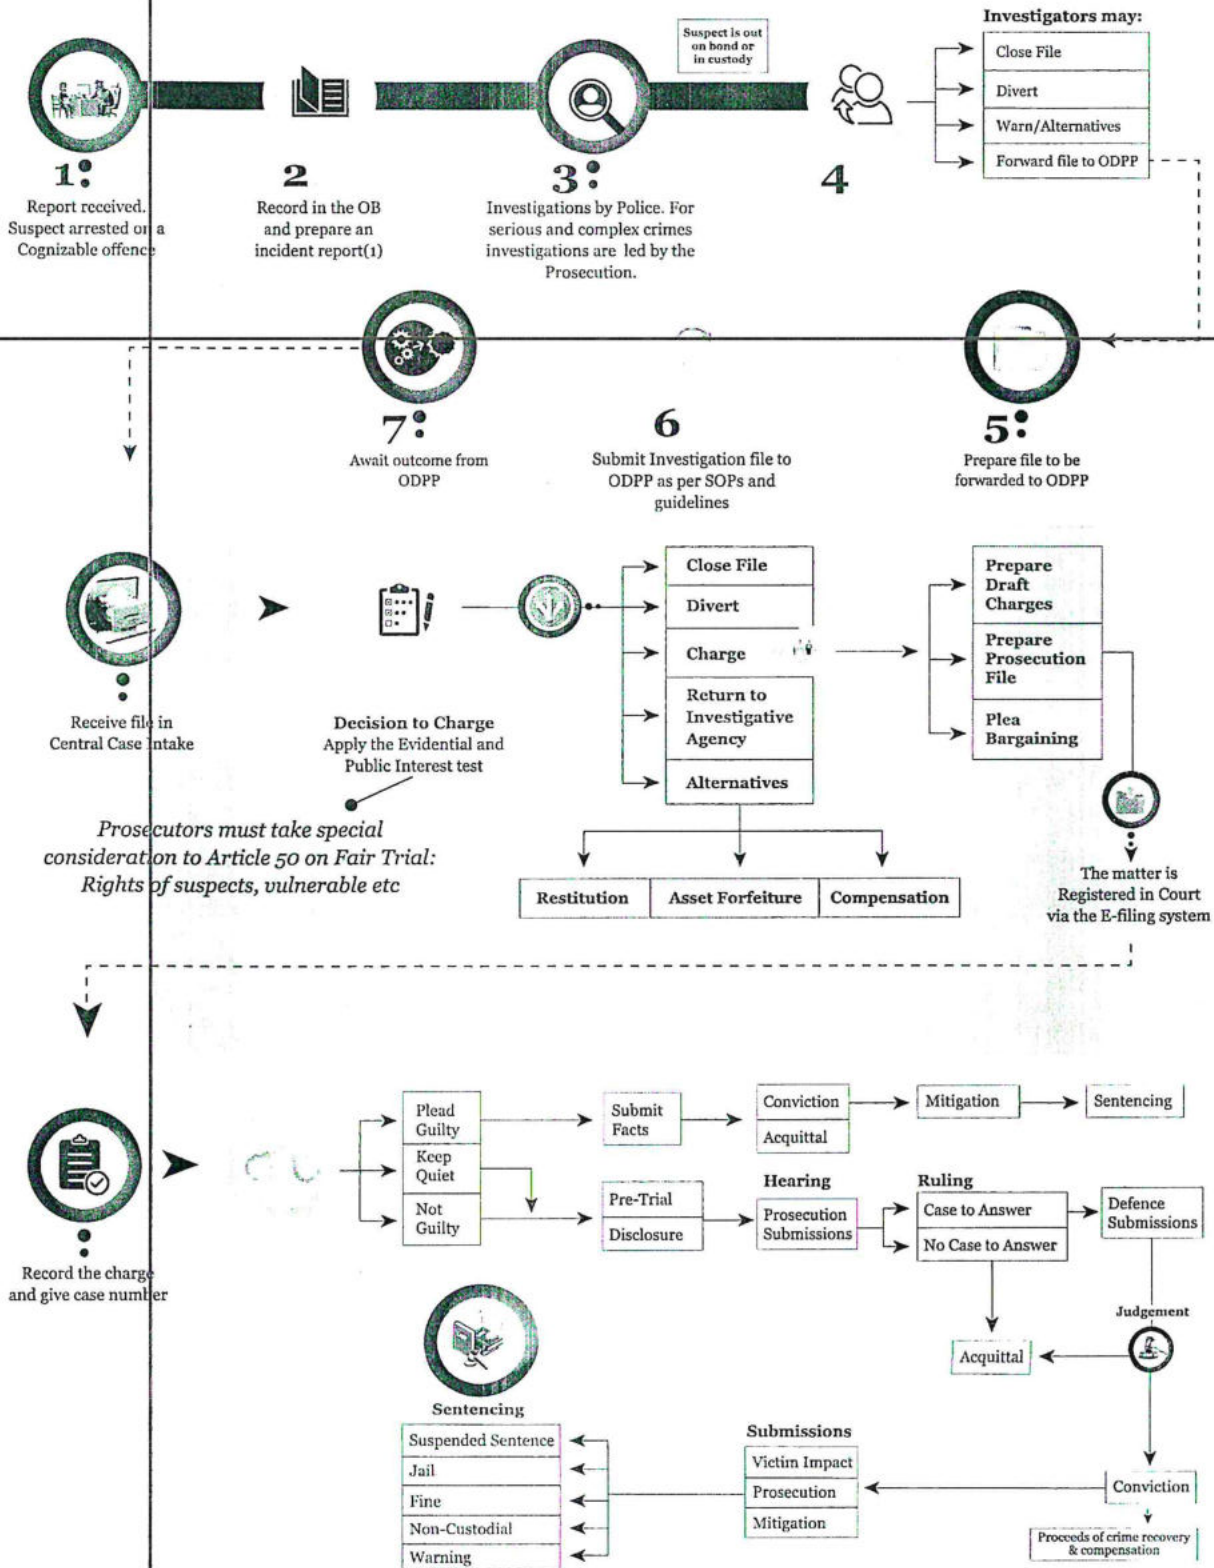 Investigators may:
Suspect is out
on bond or
in custody
Close File
Divert
Warn/Alternatives
Forward file to ODPP
1
Report received.
Suspect arrested on a
Cognizable offence
2
Record in the OB
and prepare an
incident report(1)
3
Investigations by Police. For
serious and complex crimes
investigations are led by the
Prosecution.
4
7
Await outcome from
ODPP
6
Submit Investigation file to
ODPP as per SOPs and
guidelines
5
Prepare file to be
forwarded to ODPP
Receive file in
Central Case Intake
Decision to Charge
Apply the Evidential and
Public Interest test
Prosecutors must take special
consideration to Article 50 on Fair Trial:
Rights of suspects, vulnerable etc
Close File
Divert
Charge
Return to
Investigative
Agency
Alternatives
Restitution
Asset Forfeiture
Compensation
Prepare
Draft
Charges
Prepare
Prosecution
File
Plea
Bargaining
The matter is
Registered in Court
via the E-filing system
Record the charge
and give case number
Plead
Guilty
Keep
Quiet
Not
Guilty
Submit
Facts
Conviction
Acquittal
Mitigation
Sentencing
Pre-Trial
Disclosure
Hearing
Prosecution
Submissions
Ruling
Case to Answer
No Case to Answer
Defence
Submissions
Judgement
Acquittal
Conviction
Proceeds of crime recovery
& compensation
Submissions
Victim Impact
Prosecution
Mitigation
Sentencing
Suspended Sentence
Jail
Fine
Non-Custodial
Warning